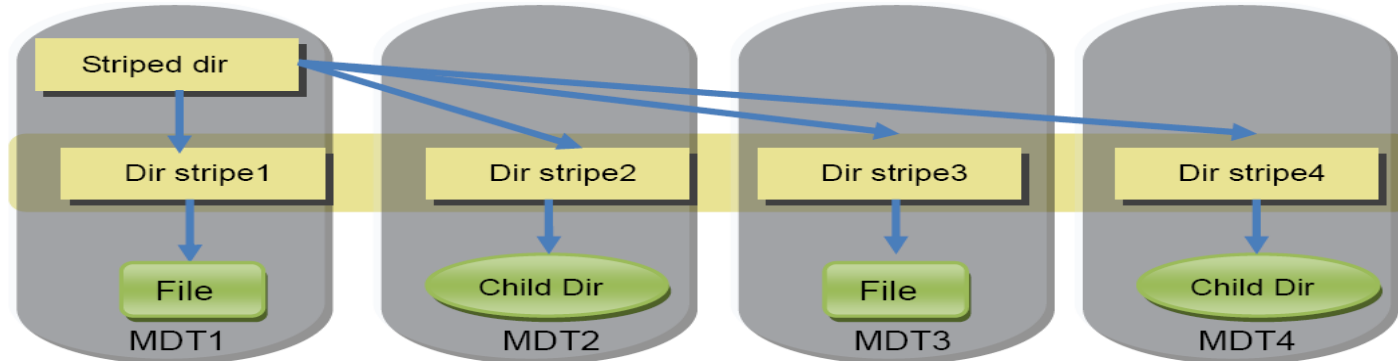 Striped dir
Dir stripe1
Dir stripe2
Dir stripe3
Dir stripe4
File
Child Dir
File
Child Dir
MDT1
MDT2
MDT3
MDT4